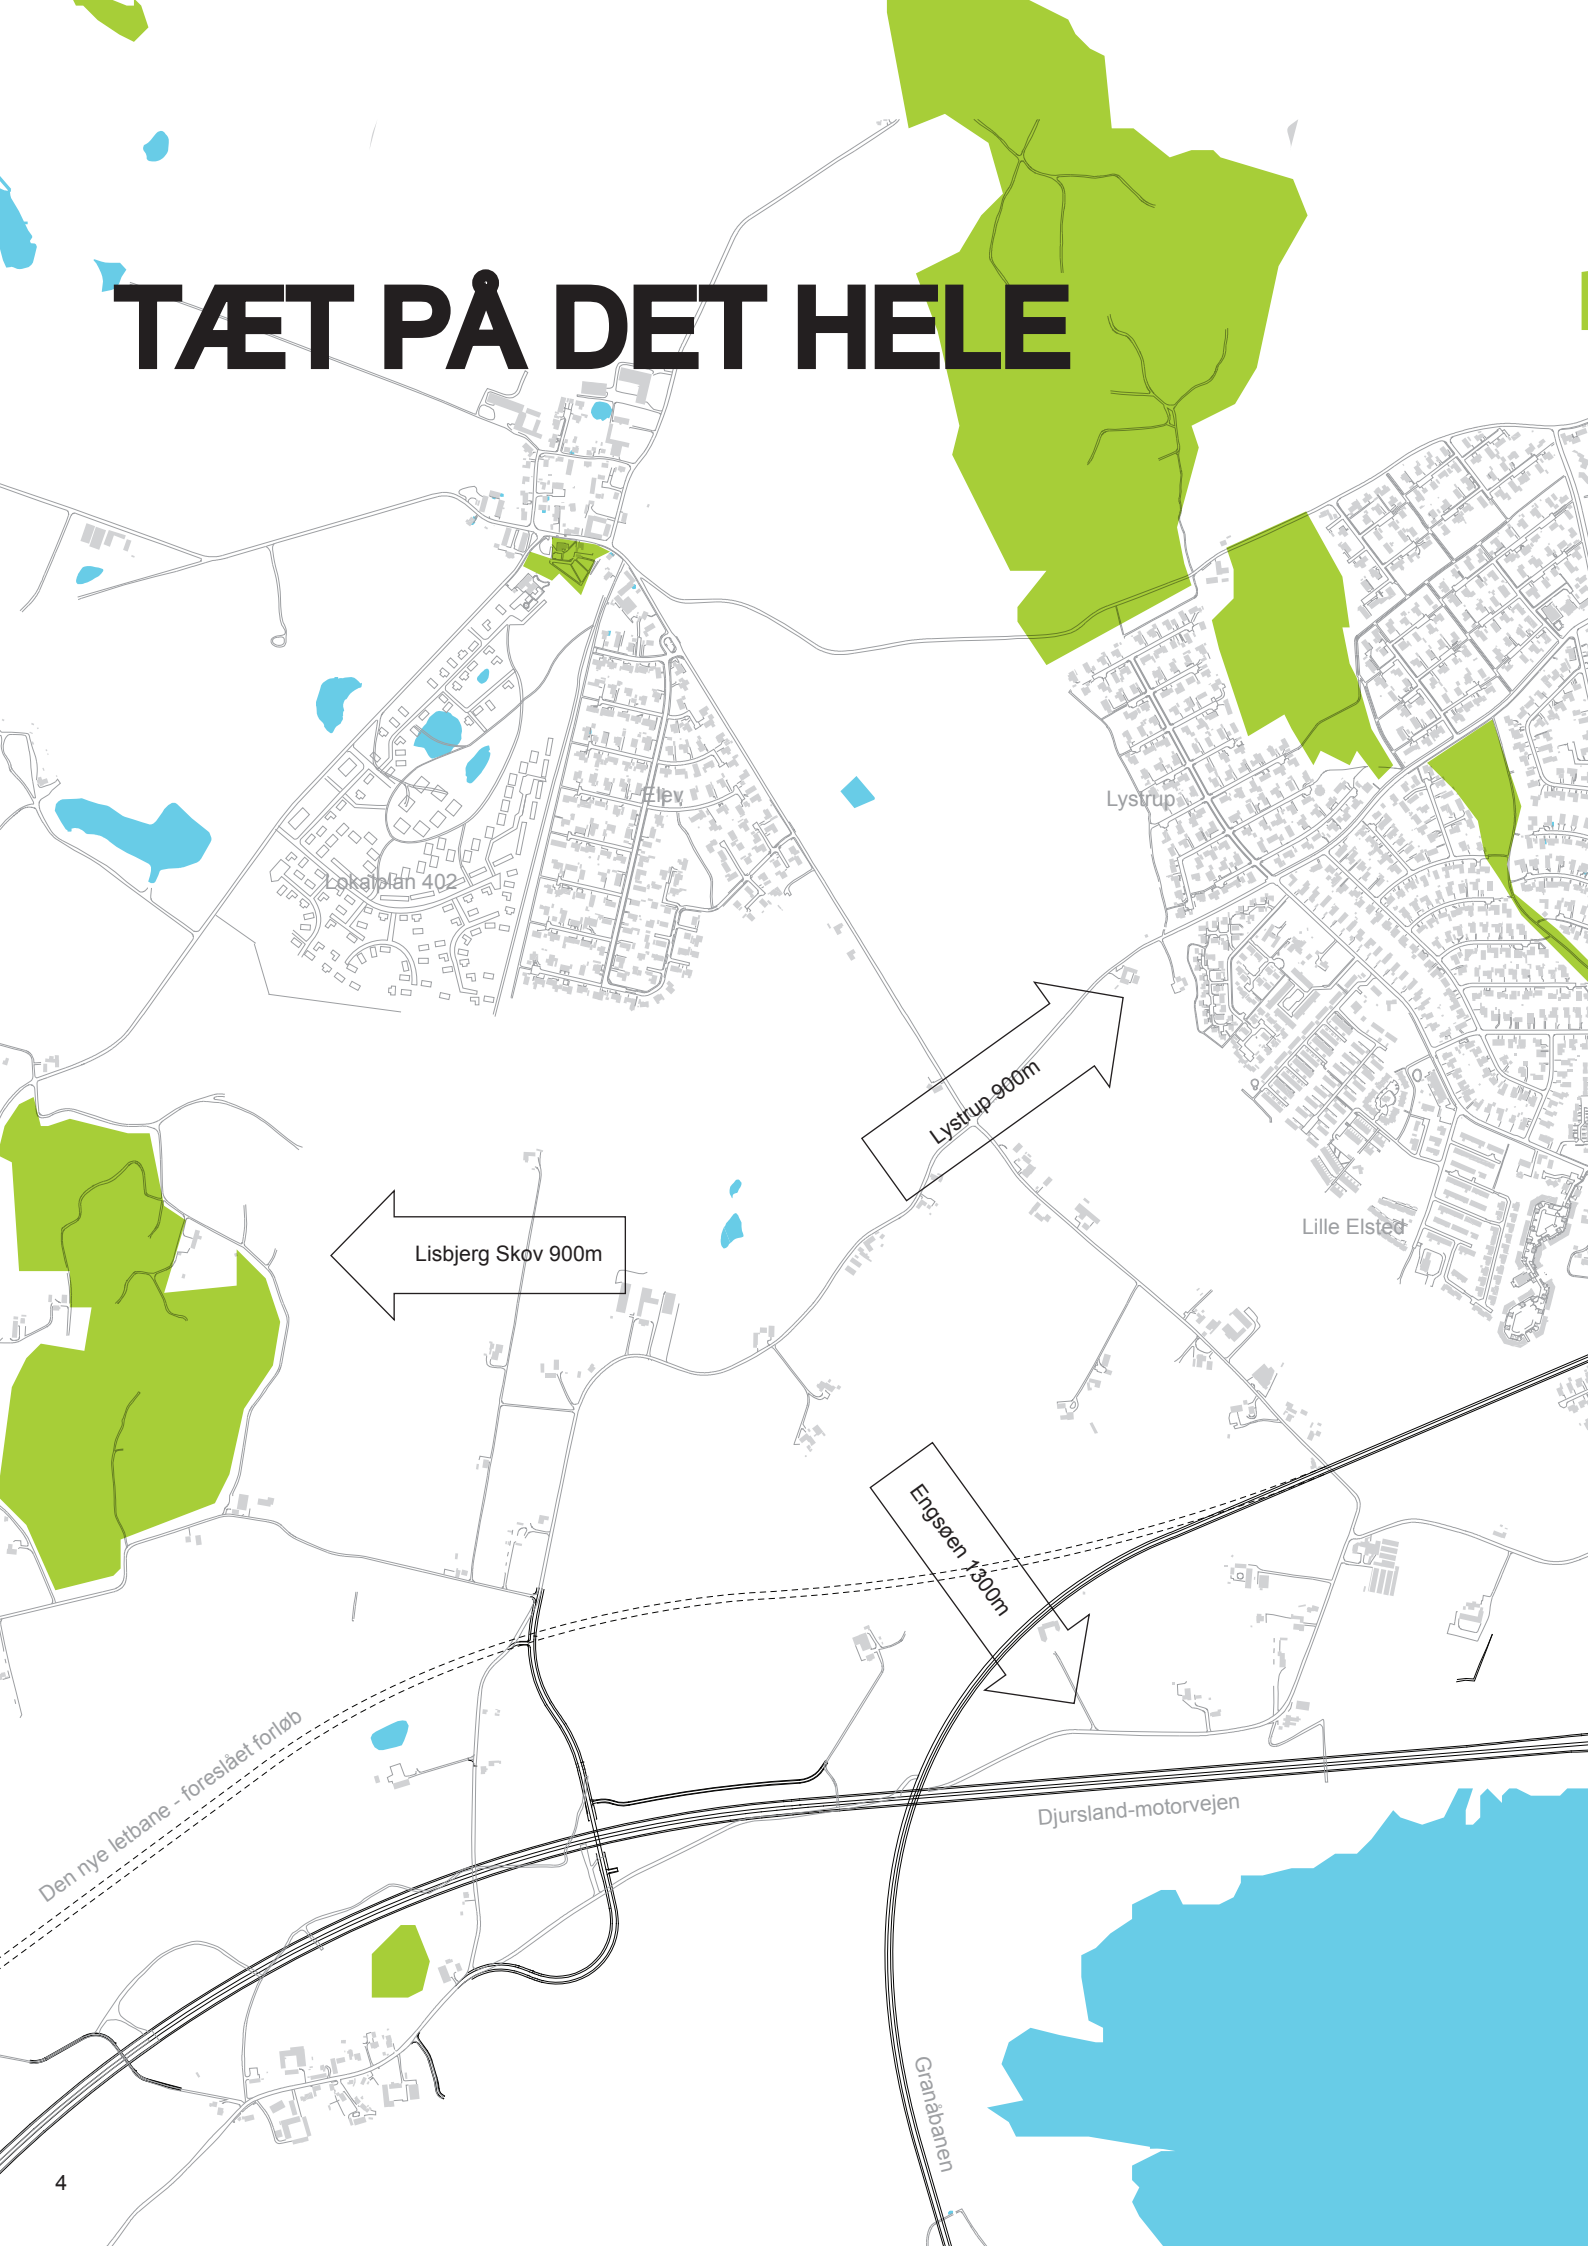 TÆT PÅ DET HELE
Elev
Lystrup
Lokalplan 402
Lystrup 900m
Lille Elsted
Lisbjerg Skov 900m
Engsøen 1300m
Den nye letbane - foreslået forløb
Djursland-motorvejen
Granåbanen
4